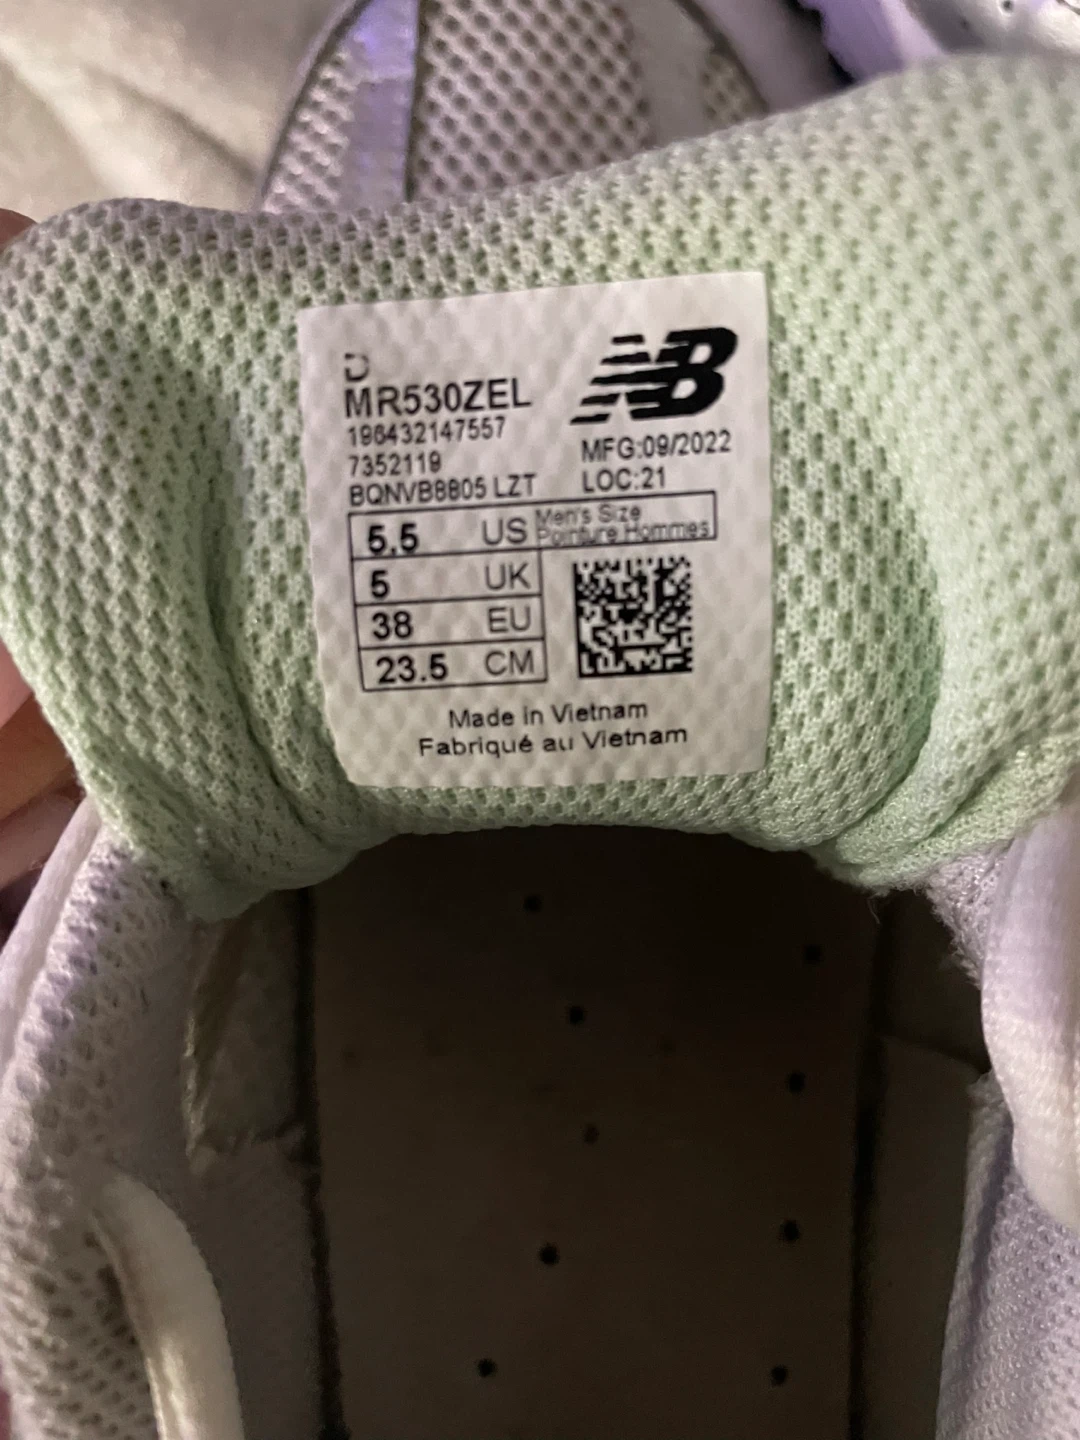 D
MR530ZEL
196432147557
7352119
BQNVB8805 LZT
NB
MFG:09/2022
LOC:21
5.5 US Men's Size
Pointure Hommes
5 UK
38 EU
23.5 CM
Made in Vietnam
Fabriqué au Vietnam